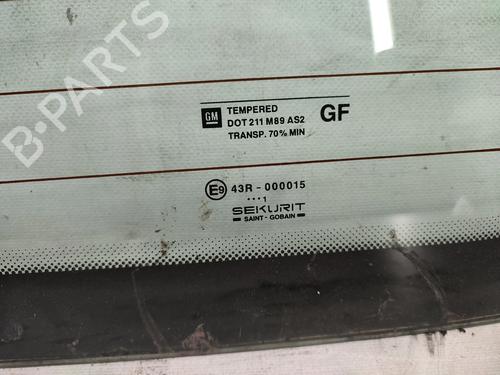 B-PARTS
GM
TEMPERED
DOT 211 M89 AS2
TRANSP. 70% MIN
GF
E9 43R - 000015
••• 1
SEKURIT
SAINT - GOBAIN